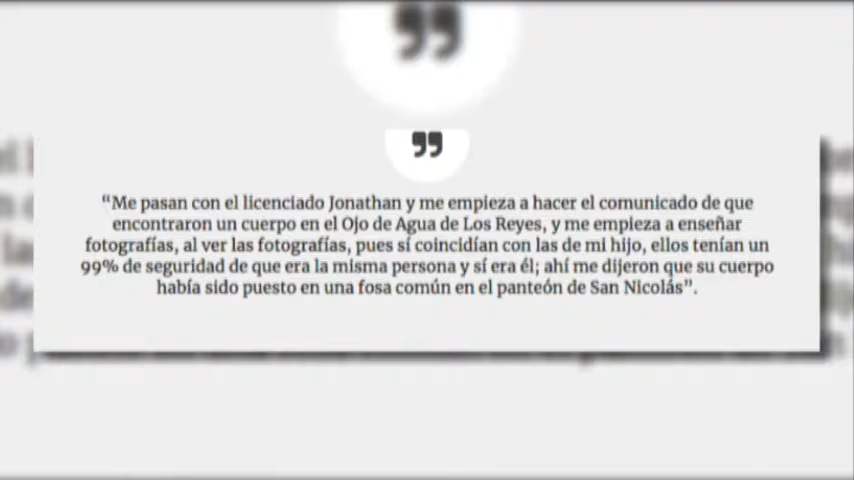 “Me pasan con el licenciado Jonathan y me empieza a hacer el comunicado de que
encontraron un cuerpo en el Ojo de Agua de Los Reyes, y me empieza a enseñar
fotografías, al ver las fotografías, pues sí coincidían con las de mi hijo, ellos tenían un
99% de seguridad de que era la misma persona y sí era él; ahí me dijeron que su cuerpo
había sido puesto en una fosa común en el panteón de San Nicolás”.